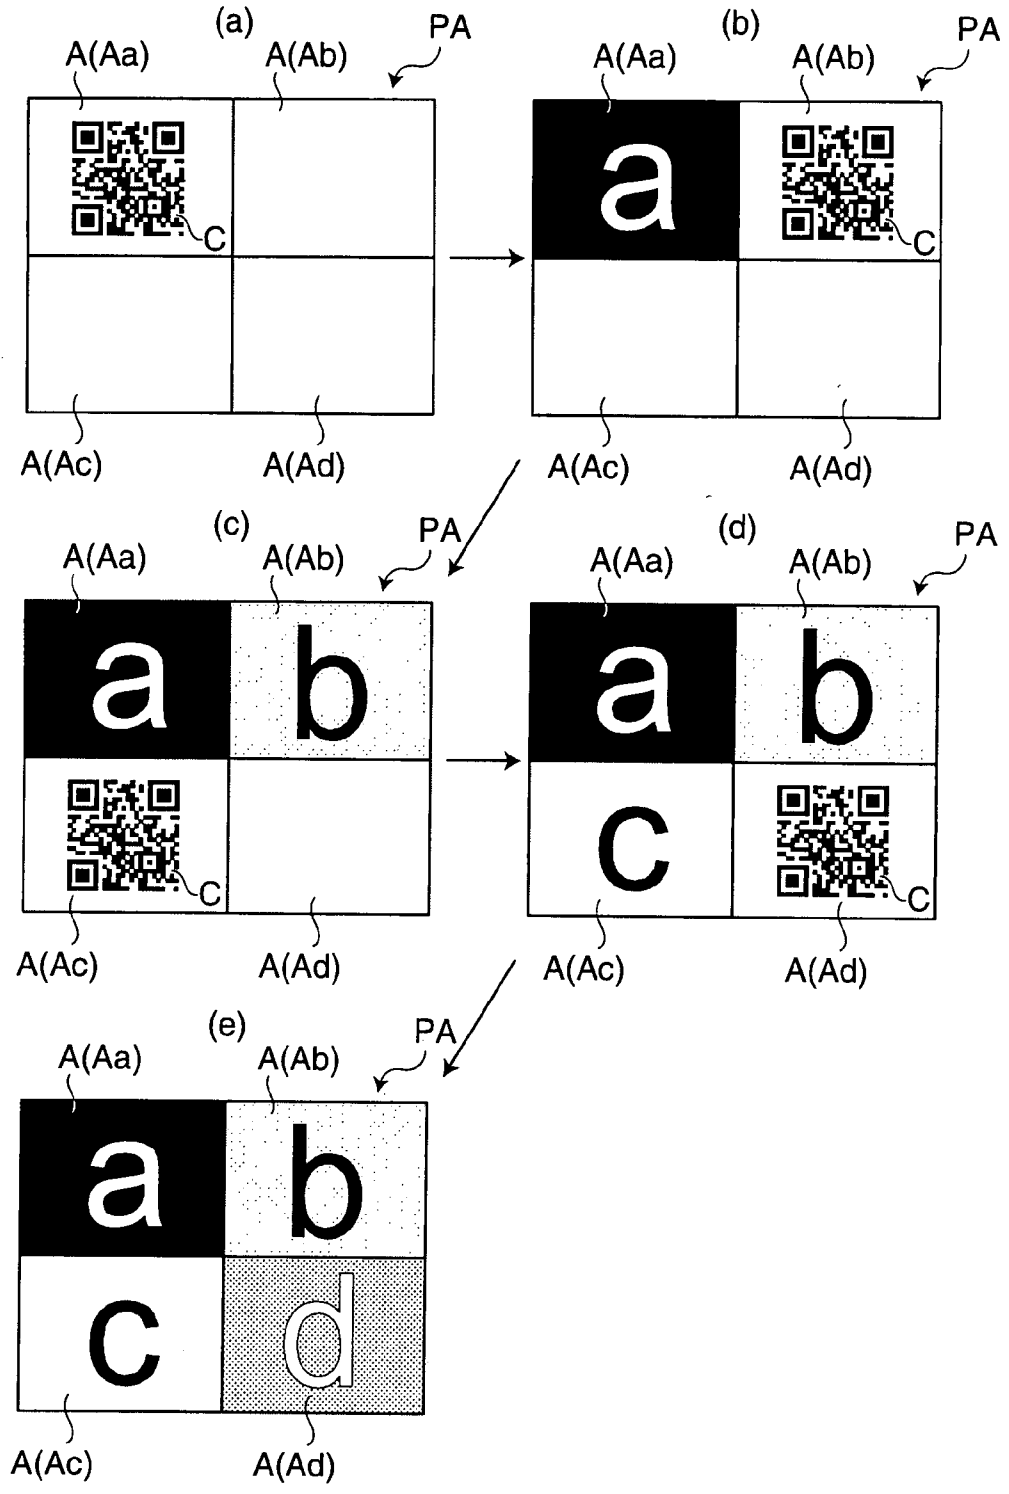 (a)
PA
A(Aa) A(Ab)
C
A(Ac) A(Ad)
(b)
PA
A(Aa) A(Ab)
a
C
A(Ac) A(Ad)
(c)
PA
A(Aa) A(Ab)
a b
C
A(Ac) A(Ad)
(d)
PA
A(Aa) A(Ab)
a b
c
C
A(Ac) A(Ad)
(e)
PA
A(Aa) A(Ab)
a b
c d
A(Ac) A(Ad)